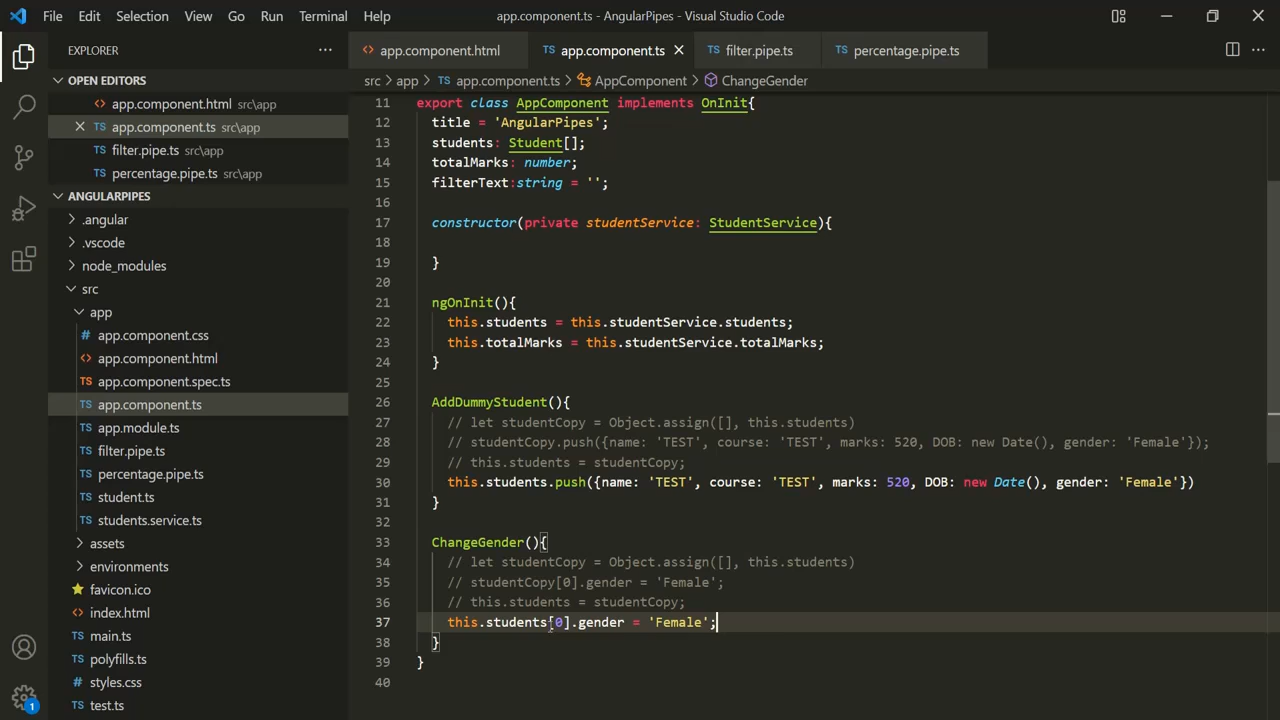 File Edit Selection View Go Run Terminal Help
app.component.ts - AngularPipes - Visual Studio Code
EXPLORER
OPEN EDITORS
app.component.html src\app
app.component.ts src\app
filter.pipe.ts src\app
percentage.pipe.ts src\app
ANGULARPIPES
.angular
.vscode
node_modules
src
app
app.component.css
app.component.html
app.component.spec.ts
app.component.ts
app.module.ts
filter.pipe.ts
percentage.pipe.ts
student.ts
students.service.ts
assets
environments
favicon.ico
index.html
main.ts
polyfills.ts
styles.css
test.ts
1
app.component.html app.component.ts filter.pipe.ts percentage.pipe.ts
src > app > TS app.component.ts > AppComponent > ChangeGender
11 export class AppComponent implements OnInit{
12 title = 'AngularPipes';
13 students: Student[];
14 totalMarks: number;
15 filterText:string = '';
16
17 constructor(private studentService: StudentService){
18
19 }
20
21 ngOnInit(){
22 this.students = this.studentService.students;
23 this.totalMarks = this.studentService.totalMarks;
24 }
25
26 AddDummyStudent(){
27 // let studentCopy = Object.assign([], this.students)
28 // studentCopy.push({name: 'TEST', course: 'TEST', marks: 520, DOB: new Date(), gender: 'Female'});
29 // this.students = studentCopy;
30 this.students.push({name: 'TEST', course: 'TEST', marks: 520, DOB: new Date(), gender: 'Female'})
31 }
32
33 ChangeGender(){
34 // let studentCopy = Object.assign([], this.students)
35 // studentCopy[0].gender = 'Female';
36 // this.students = studentCopy;
37 this.students[0].gender = 'Female';
38 }
39 }
40